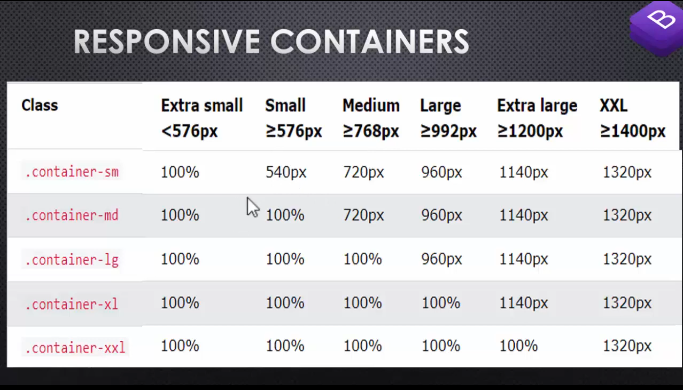 RESPONSIVE CONTAINERS
B
Class Extra small Small Medium Large Extra large XXL
<576px ≥576px ≥768px ≥992px ≥1200px ≥1400px
.container-sm 100% 540px 720px 960px 1140px 1320px
.container-md 100% 100% 720px 960px 1140px 1320px
.container-lg 100% 100% 100% 960px 1140px 1320px
.container-xl 100% 100% 100% 100% 1140px 1320px
.container-xxl 100% 100% 100% 100% 100% 1320px